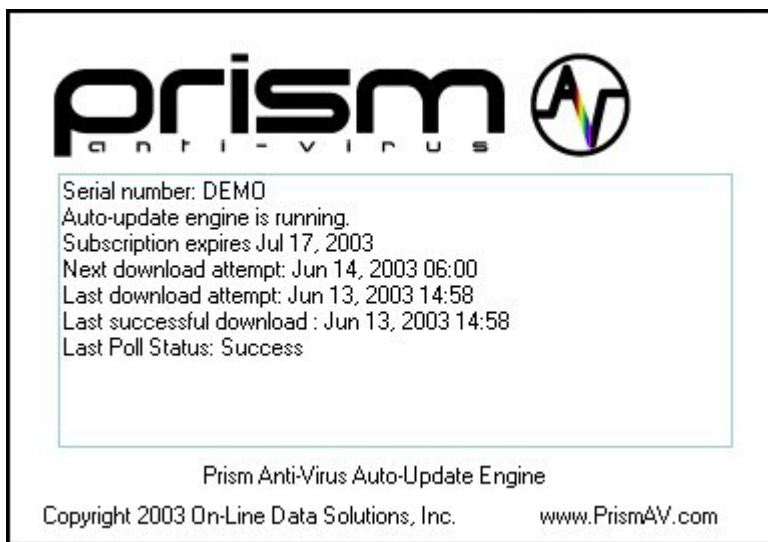 prism AV
anti-virus
Serial number: DEMO
Auto-update engine is running.
Subscription expires Jul 17, 2003
Next download attempt: Jun 14, 2003 06:00
Last download attempt: Jun 13, 2003 14:58
Last successful download : Jun 13, 2003 14:58
Last Poll Status: Success
Prism Anti-Virus Auto-Update Engine
Copyright 2003 On-Line Data Solutions, Inc. www.PrismAV.com